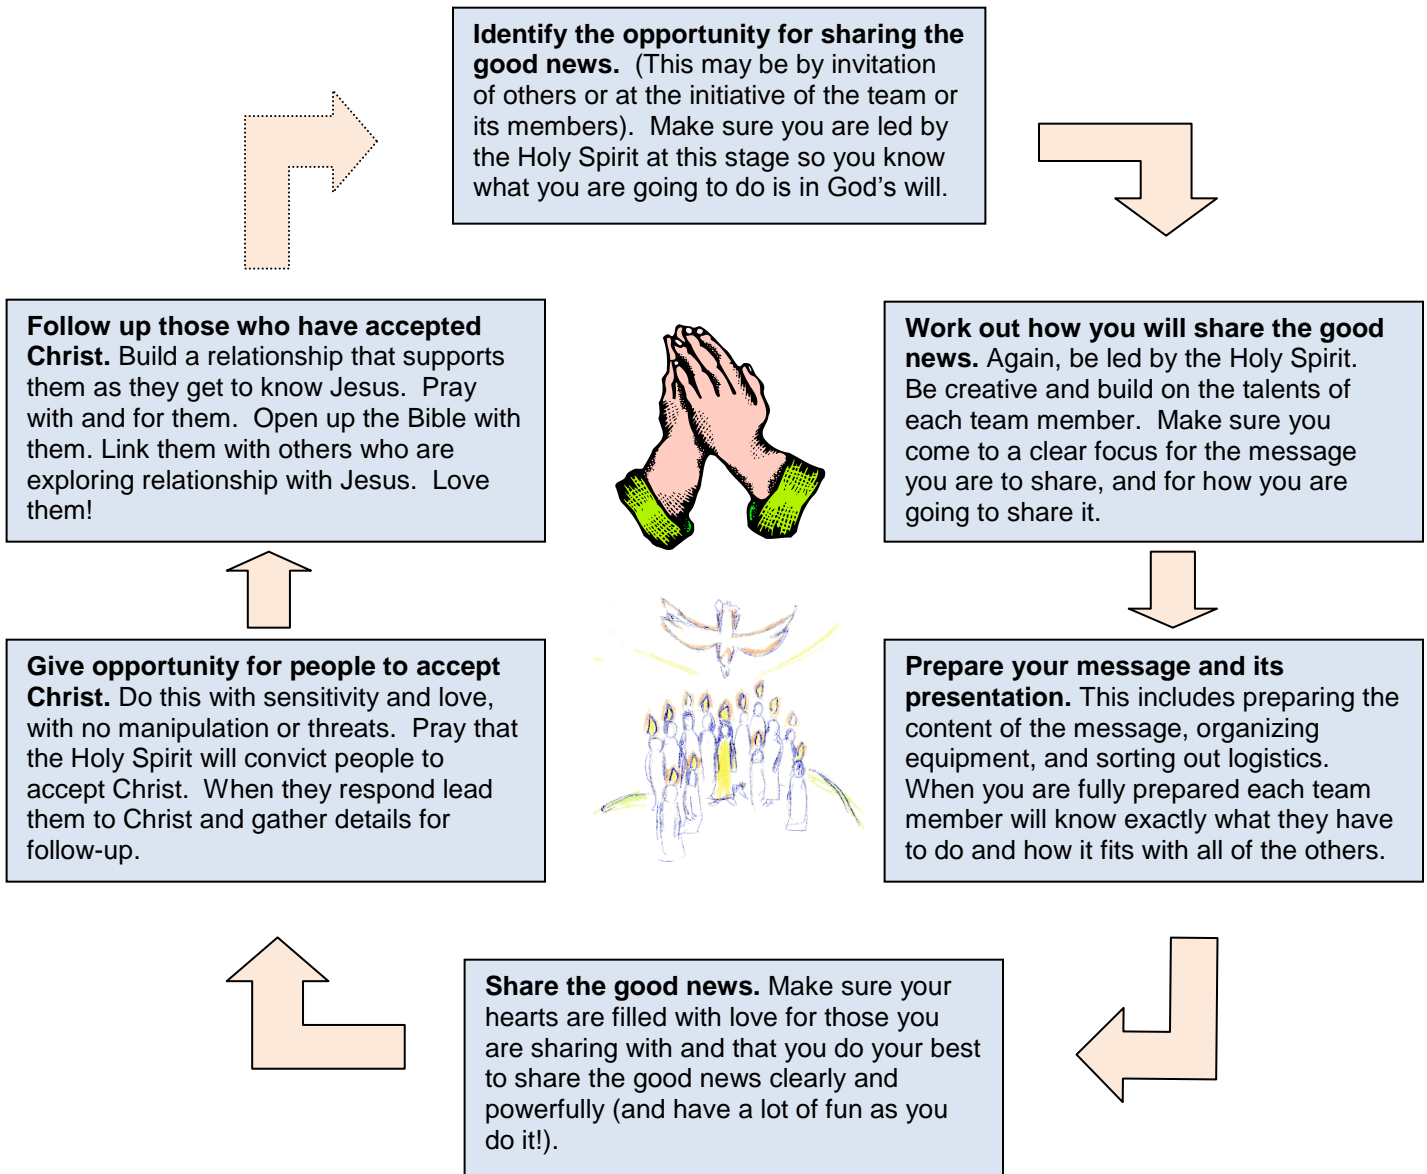 Identify the opportunity for sharing the
good news.  (This may be by invitation
of others or at the initiative of the team or
its members).  Make sure you are led by
the Holy Spirit at this stage so you know
what you are going to do is in God’s will.
Work out how you will share the good
news. Again, be led by the Holy Spirit.
Be creative and build on the talents of
each team member.  Make sure you
come to a clear focus for the message
you are to share, and for how you are
going to share it.
Prepare your message and its
presentation. This includes preparing the
content of the message, organizing
equipment, and sorting out logistics.
When you are fully prepared each team
member will know exactly what they have
to do and how it fits with all of the others.
Share the good news. Make sure your
hearts are filled with love for those you
are sharing with and that you do your best
to share the good news clearly and
powerfully (and have a lot of fun as you
do it!).
Give opportunity for people to accept
Christ. Do this with sensitivity and love,
with no manipulation or threats.  Pray that
the Holy Spirit will convict people to
accept Christ.  When they respond lead
them to Christ and gather details for
follow-up.
Follow up those who have accepted
Christ. Build a relationship that supports
them as they get to know Jesus.  Pray
with and for them.  Open up the Bible with
them. Link them with others who are
exploring relationship with Jesus.  Love
them!